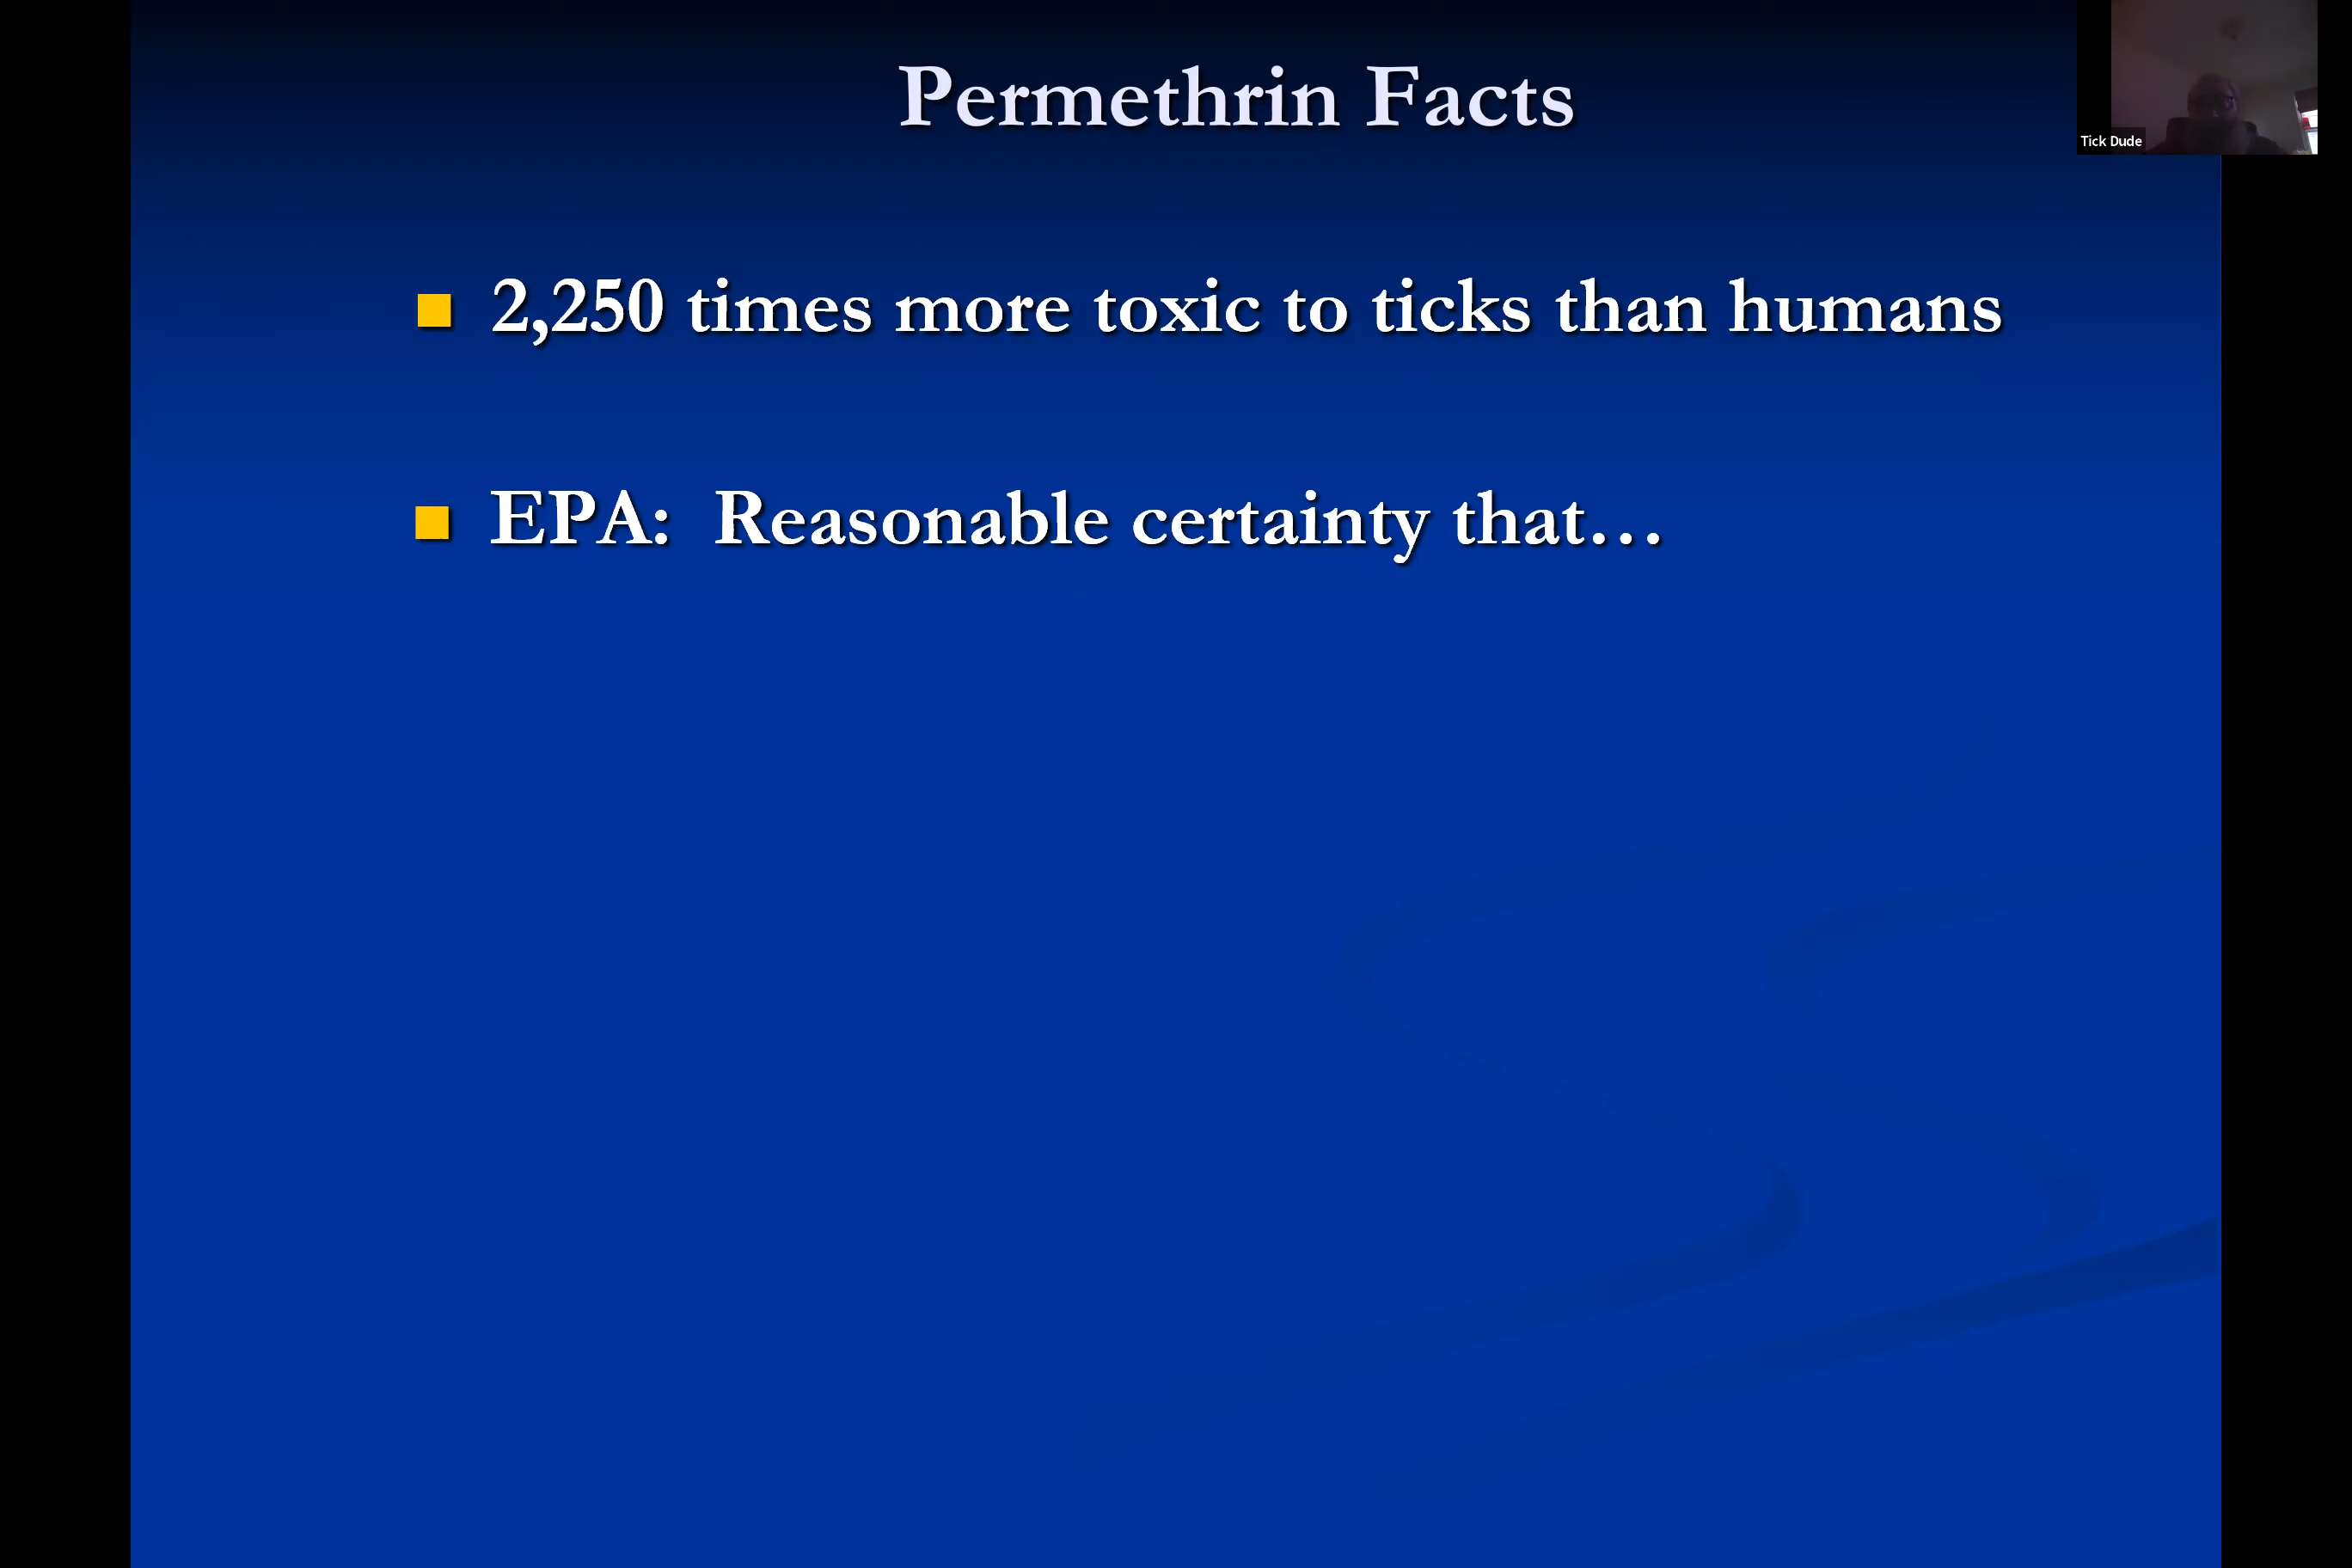 Permethrin Facts
Tick Dude
2,250 times more toxic to ticks than humans
EPA:  Reasonable certainty that…